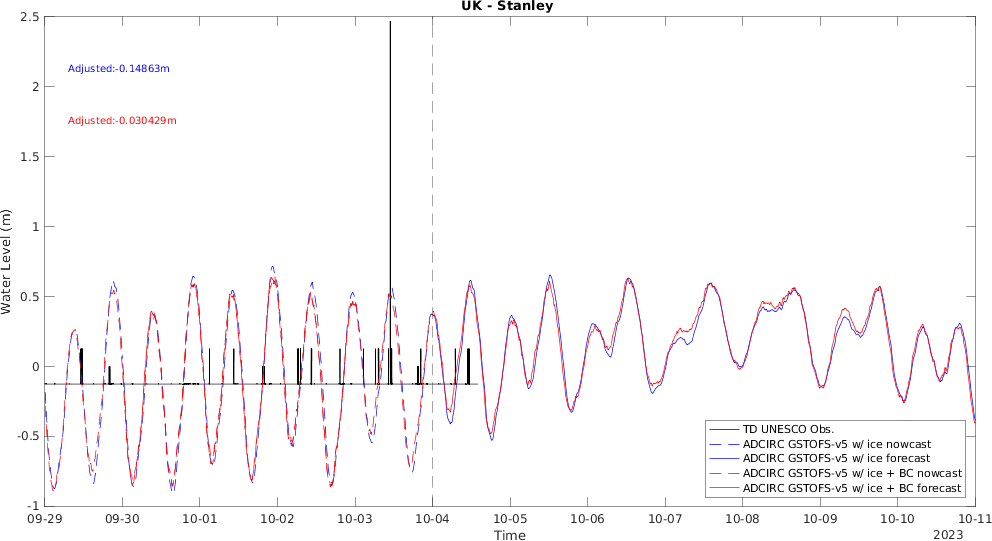 UK - Stanley
2.5
2
1.5
1
0.5
0
-0.5
-1
Water Level (m)
Adjusted:-0.14863m
Adjusted:-0.030429m
TD UNESCO Obs.
ADCIRC GSTOFS-v5 w/ ice nowcast
ADCIRC GSTOFS-v5 w/ ice forecast
ADCIRC GSTOFS-v5 w/ ice + BC nowcast
ADCIRC GSTOFS-v5 w/ ice + BC forecast
09-29 09-30 10-01 10-02 10-03 10-04 10-05 10-06 10-07 10-08 10-09 10-10 10-11
Time
2023